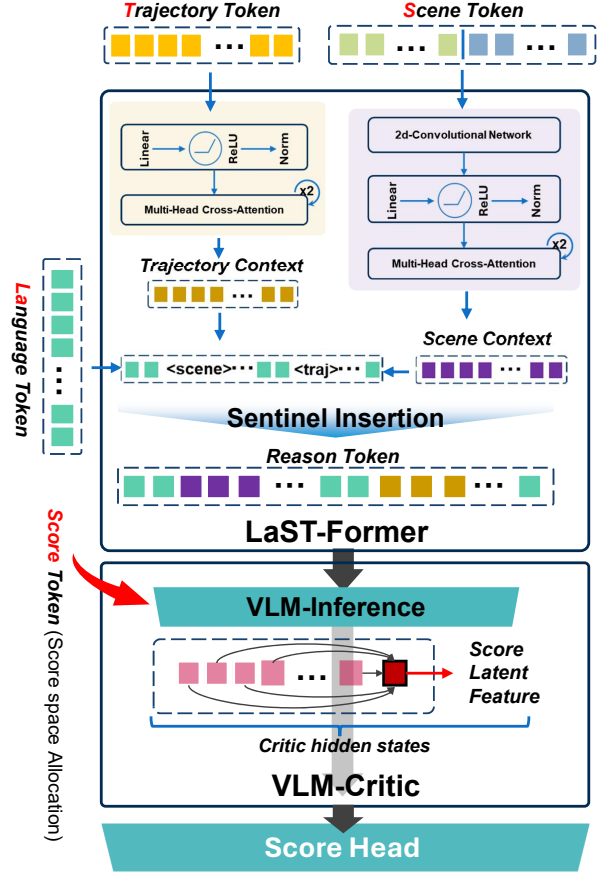 Trajectory Token
Scene Token
Linear
ReLU
Norm
Multi-Head Cross-Attention
x2
2d-Convolutional Network
Linear
ReLU
Norm
Multi-Head Cross-Attention
x2
Trajectory Context
Scene Context
Language Token
<scene>
<traj>
Sentinel Insertion
Reason Token
LaST-Former
Score Token (Score space Allocation)
VLM-Inference
Score
Latent
Feature
Critic hidden states
VLM-Critic
Score Head